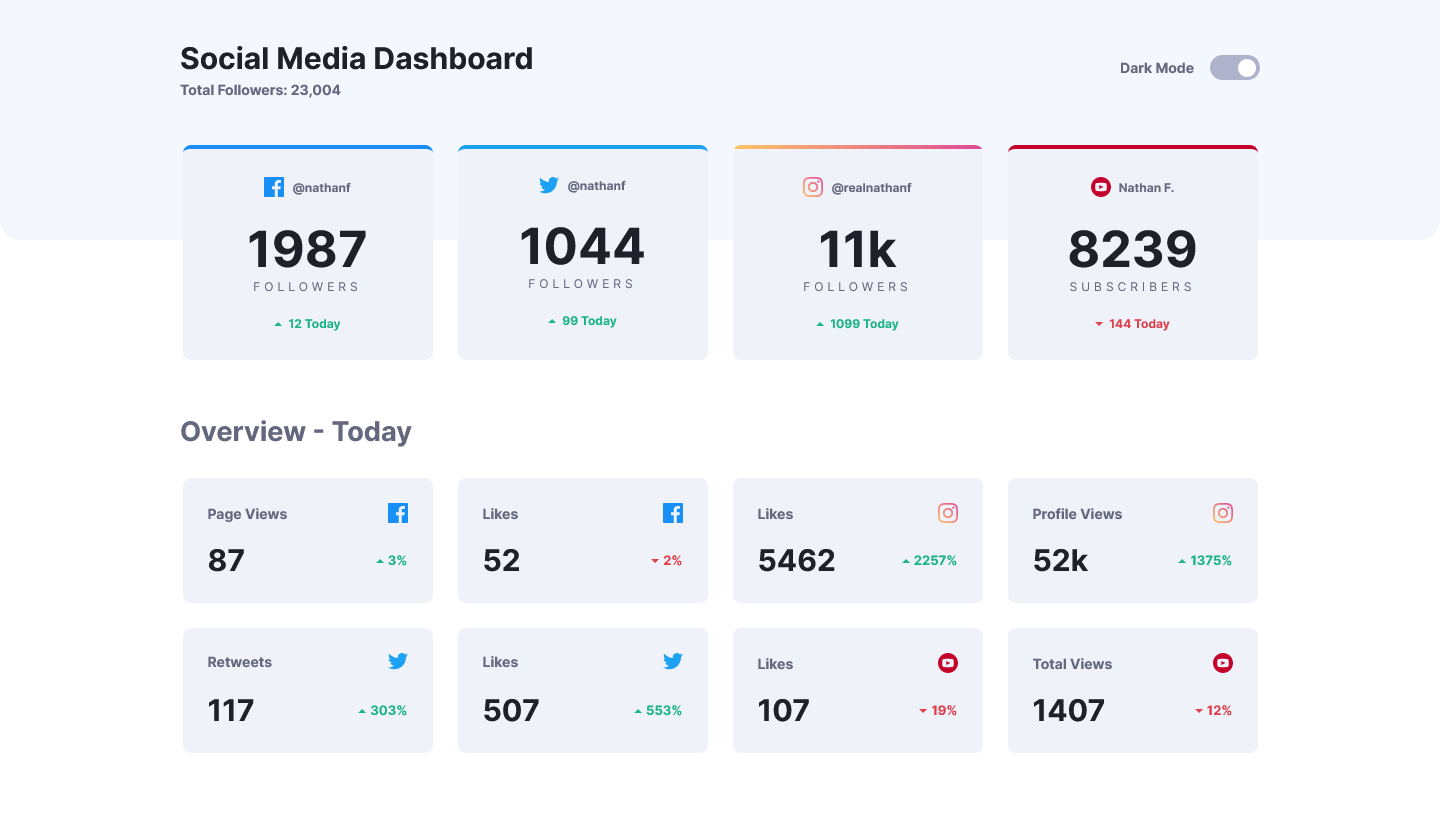 Social Media Dashboard
Total Followers: 23,004
Dark Mode
@nathanf
1987
FOLLOWERS
12 Today
@nathanf
1044
FOLLOWERS
99 Today
@realnathanf
11k
FOLLOWERS
1099 Today
Nathan F.
8239
SUBSCRIBERS
144 Today
Overview - Today
Page Views
87
3%
Likes
52
2%
Likes
5462
2257%
Profile Views
52k
1375%
Retweets
117
303%
Likes
507
553%
Likes
107
19%
Total Views
1407
12%